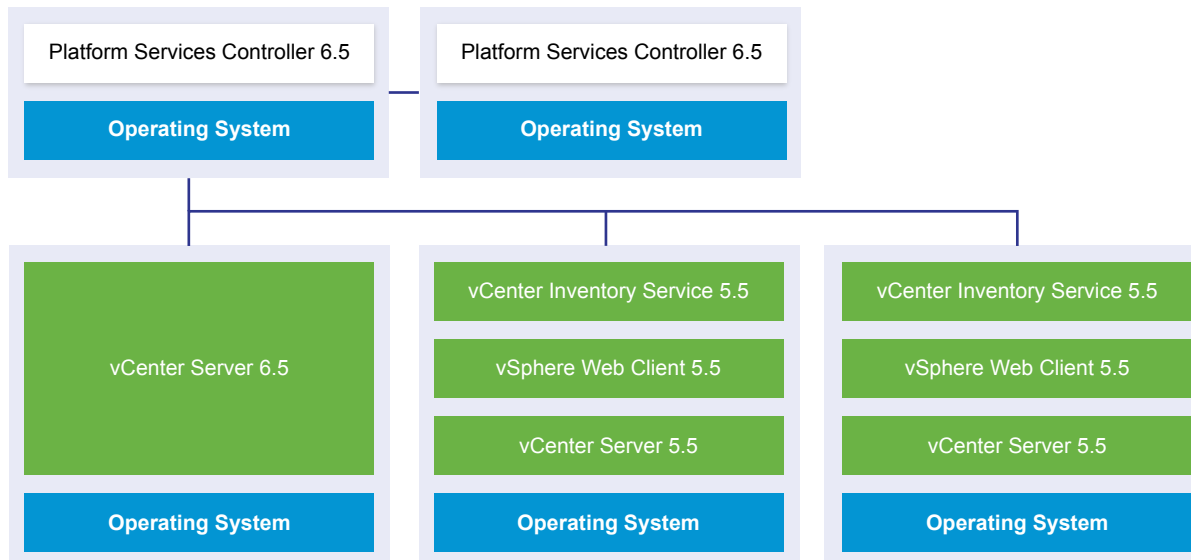 Platform Services Controller 6.5
Operating System
Platform Services Controller 6.5
Operating System
vCenter Server 6.5
Operating System
vCenter Inventory Service 5.5
vSphere Web Client 5.5
vCenter Server 5.5
Operating System
vCenter Inventory Service 5.5
vSphere Web Client 5.5
vCenter Server 5.5
Operating System